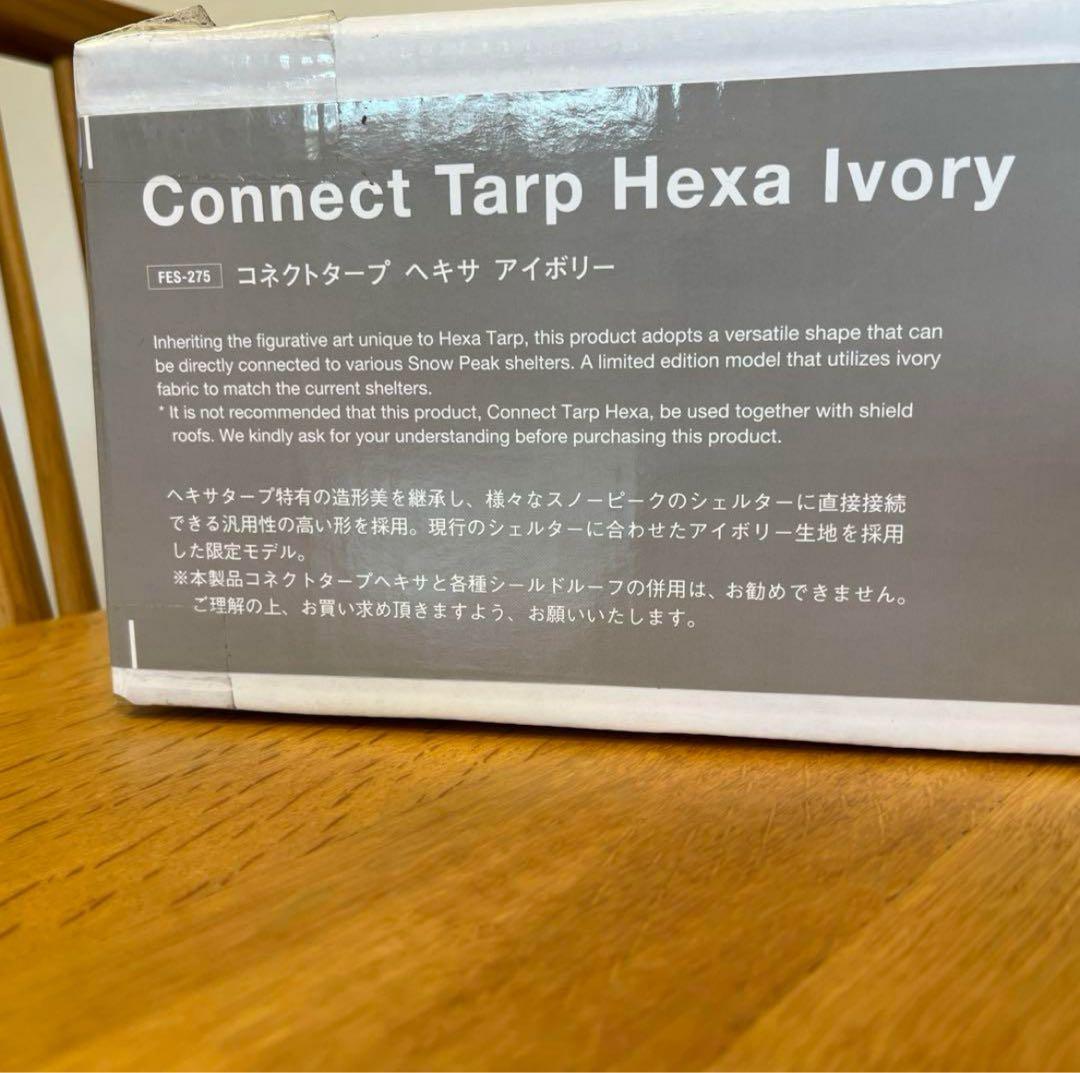 Connect Tarp Hexa Ivory
FES-275 コネクトタープ ヘキサ アイボリー
Inheriting the figurative art unique to Hexa Tarp, this product adopts a versatile shape that can
be directly connected to various Snow Peak shelters. A limited edition model that utilizes ivory
fabric to match the current shelters.
* It is not recommended that this product, Connect Tarp Hexa, be used together with shield
roofs. We kindly ask for your understanding before purchasing this product.
ヘキサタープ特有の造形美を継承し、様々なスノーピークのシェルターに直接接続
できる汎用性の高い形を採用。現行のシェルターに合わせたアイボリー生地を採用
した限定モデル。
※本製品コネクトタープヘキサと各種シールドルーフの併用は、お勧めできません。
ご理解の上、お買い求め頂きますよう、お願いいたします。